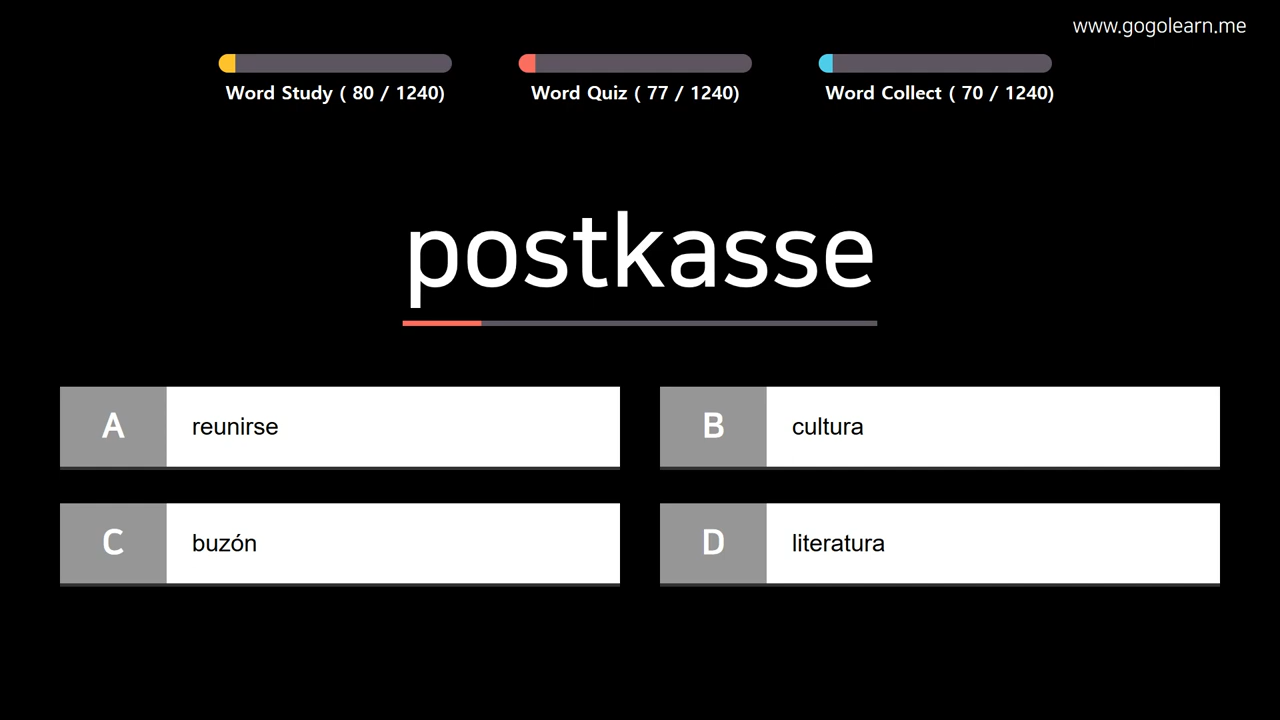 www.gogolearn.me
Word Study ( 80 / 1240)
Word Quiz ( 77 / 1240)
Word Collect ( 70 / 1240)
postkasse
A reunirse
B cultura
C buzón
D literatura